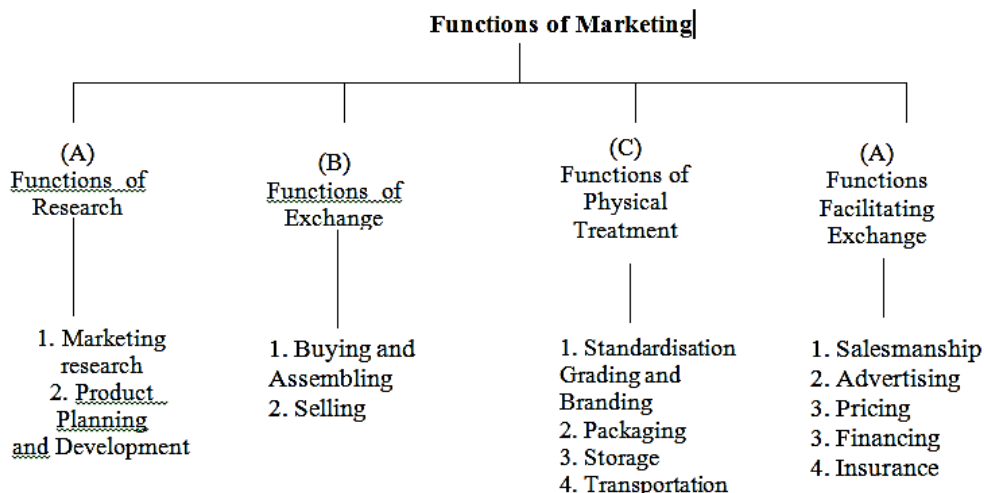 Functions of Marketing
(A)
Functions of
Research
1. Marketing
research
2. Product
Planning
and Development
(B)
Functions of
Exchange
1. Buying and
Assembling
2. Selling
(C)
Functions of
Physical
Treatment
1. Standardisation
Grading and
Branding
2. Packaging
3. Storage
4. Transportation
(A)
Functions
Facilitating
Exchange
1. Salesmanship
2. Advertising
3. Pricing
3. Financing
4. Insurance